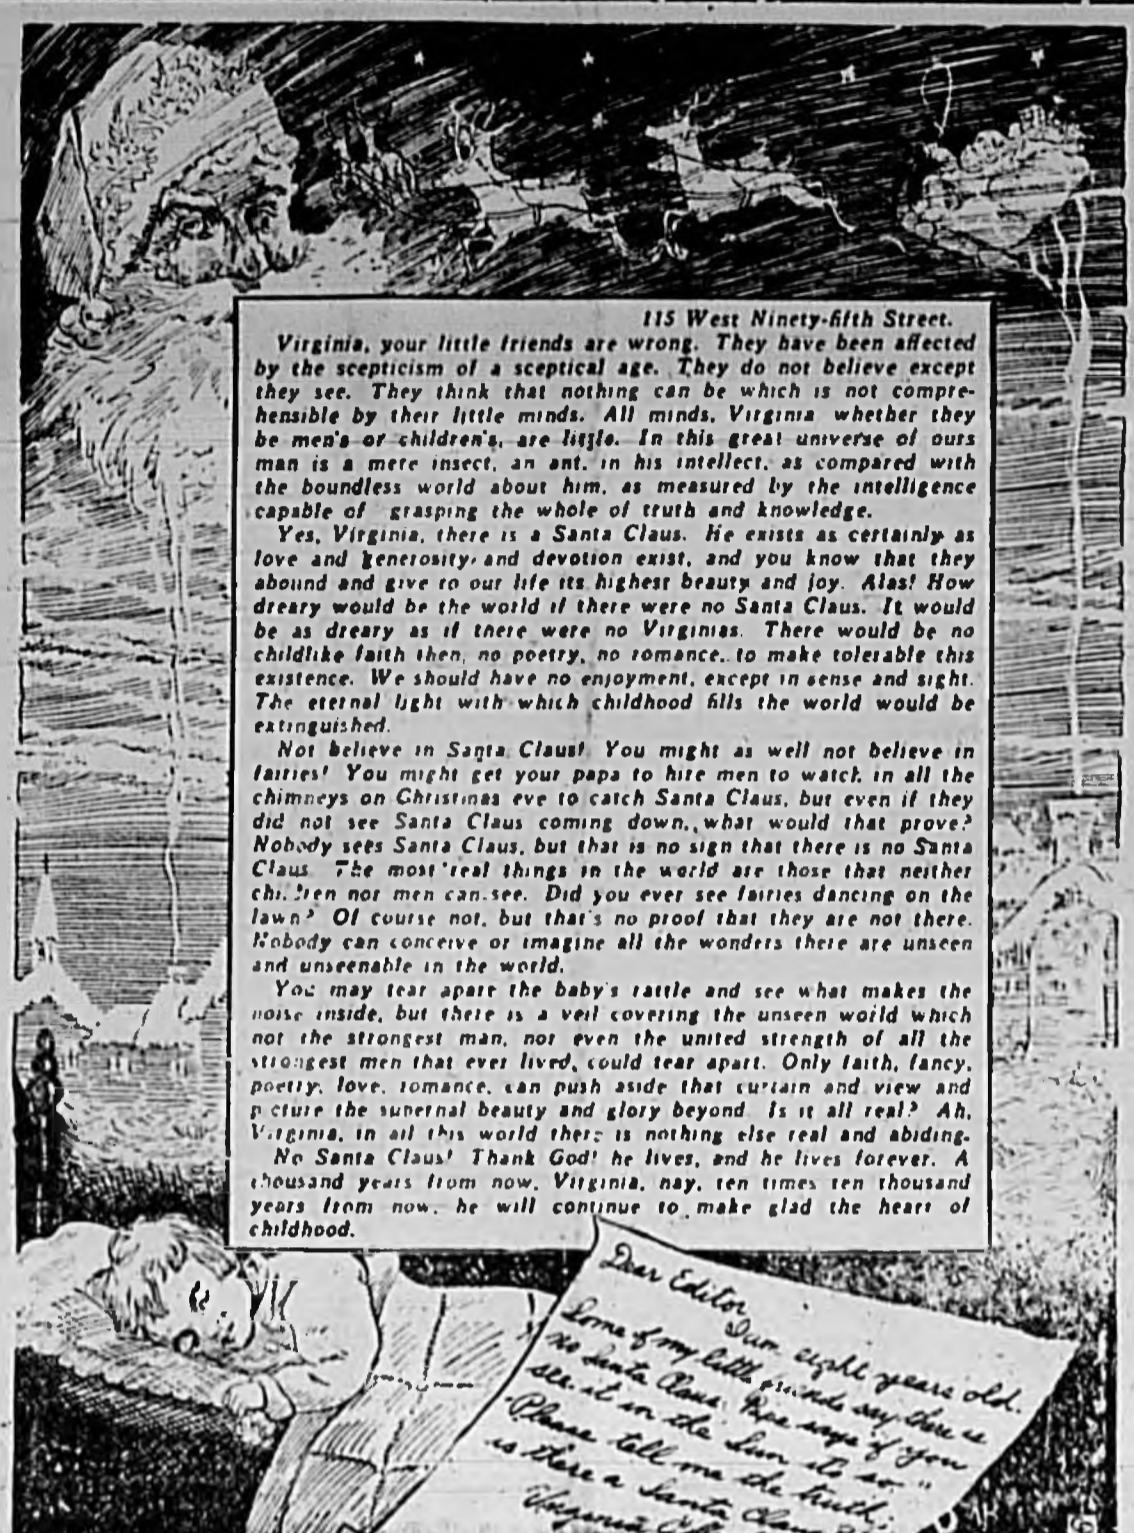 115 West Ninety-fifth Street.
Virginia, your little friends are wrong. They have been affected
by the scepticism of a sceptical age. They do not believe except
they see. They think that nothing can be which is not compre-
hensible by their little minds. All minds, Virginia whether they
be men's or children's, are little. In this great universe of ours
man is a mere insect, an ant, in his intellect, as compared with
the boundless world about him, as measured by the intelligence
capable of grasping the whole of truth and knowledge.
Yes, Virginia, there is a Santa Claus. He exists as certainly as
love and generosity and devotion exist, and you know that they
abound and give to our life its highest beauty and joy. Alas! How
dreary would be the world if there were no Santa Claus. It would
be as dreary as if there were no Virginias. There would be no
childlike faith then, no poetry, no romance, to make tolerable this
existence. We should have no enjoyment, except in sense and sight.
The eternal light with which childhood fills the world would be
extinguished.
Not believe in Santa Claus! You might as well not believe in
fairies! You might get your papa to hire men to watch in all the
chimneys on Christmas eve to catch Santa Claus, but even if they
did not see Santa Claus coming down, what would that prove?
Nobody sees Santa Claus, but that is no sign that there is no Santa
Claus The most real things in the world are those that neither
children nor men can see. Did you ever see fairies dancing on the
lawn? Of course not, but that's no proof that they are not there.
Nobody can conceive or imagine all the wonders there are unseen
and unseenable in the world.
You may tear apart the baby's rattle and see what makes the
noise inside, but there is a veil covering the unseen world which
not the strongest man, nor even the united strength of all the
strongest men that ever lived, could tear apart. Only faith, fancy,
poetry, love, romance, can push aside that curtain and view and
picture the supernal beauty and glory beyond Is it all real? Ah,
Virginia, in all this world there is nothing else real and abiding.
No Santa Claus! Thank God! he lives, and he lives forever. A
thousand years from now, Virginia, nay, ten times ten thousand
years from now, he will continue to make glad the heart of
childhood.
Dear Editor
I am eight years old.
Some of my little friends say there is
no Santa Claus. Papa says "if you
see it in the Sun it's so"
Please tell me the truth,
is there a Santa Claus
Virginia